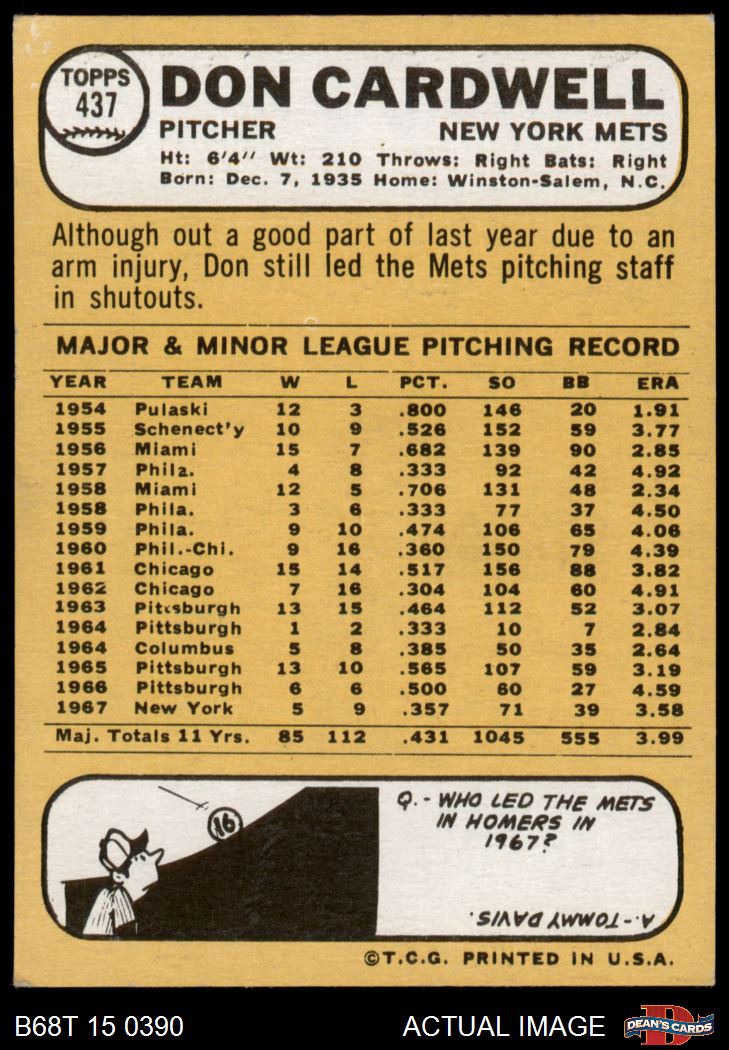 TOPPS
437
DON CARDWELL
PITCHER NEW YORK METS
Ht: 6'4" Wt: 210 Throws: Right Bats: Right
Born: Dec. 7, 1935 Home: Winston-Salem, N.C.
Although out a good part of last year due to an
arm injury, Don still led the Mets pitching staff
in shutouts.
MAJOR & MINOR LEAGUE PITCHING RECORD
YEAR TEAM W L PCT. SO BB ERA
1954 Pulaski 12 3 .800 146 20 1.91
1955 Schenect'y 10 9 .526 152 59 3.77
1956 Miami 15 7 .682 139 90 2.85
1957 Phila. 4 8 .333 92 42 4.92
1958 Miami 12 5 .706 131 48 2.34
1958 Phila. 3 6 .333 77 37 4.50
1959 Phila. 9 10 .474 106 65 4.06
1960 Phil.-Chi. 9 16 .360 150 79 4.39
1961 Chicago 15 14 .517 156 88 3.82
1962 Chicago 7 16 .304 104 60 4.91
1963 Pittsburgh 13 15 .464 112 52 3.07
1964 Pittsburgh 1 2 .333 10 7 2.84
1964 Columbus 5 8 .385 50 35 2.64
1965 Pittsburgh 13 10 .565 107 59 3.19
1966 Pittsburgh 6 6 .500 60 27 4.59
1967 New York 5 9 .357 71 39 3.58
Maj. Totals 11 Yrs. 85 112 .431 1045 555 3.99
16
Q.- WHO LED THE METS
IN HOMERS IN
1967?
A.- TOMMY DAVIS.
©T.C.G. PRINTED IN U.S.A.
B68T 15 0390 ACTUAL IMAGE
D
DEAN'S CARDS